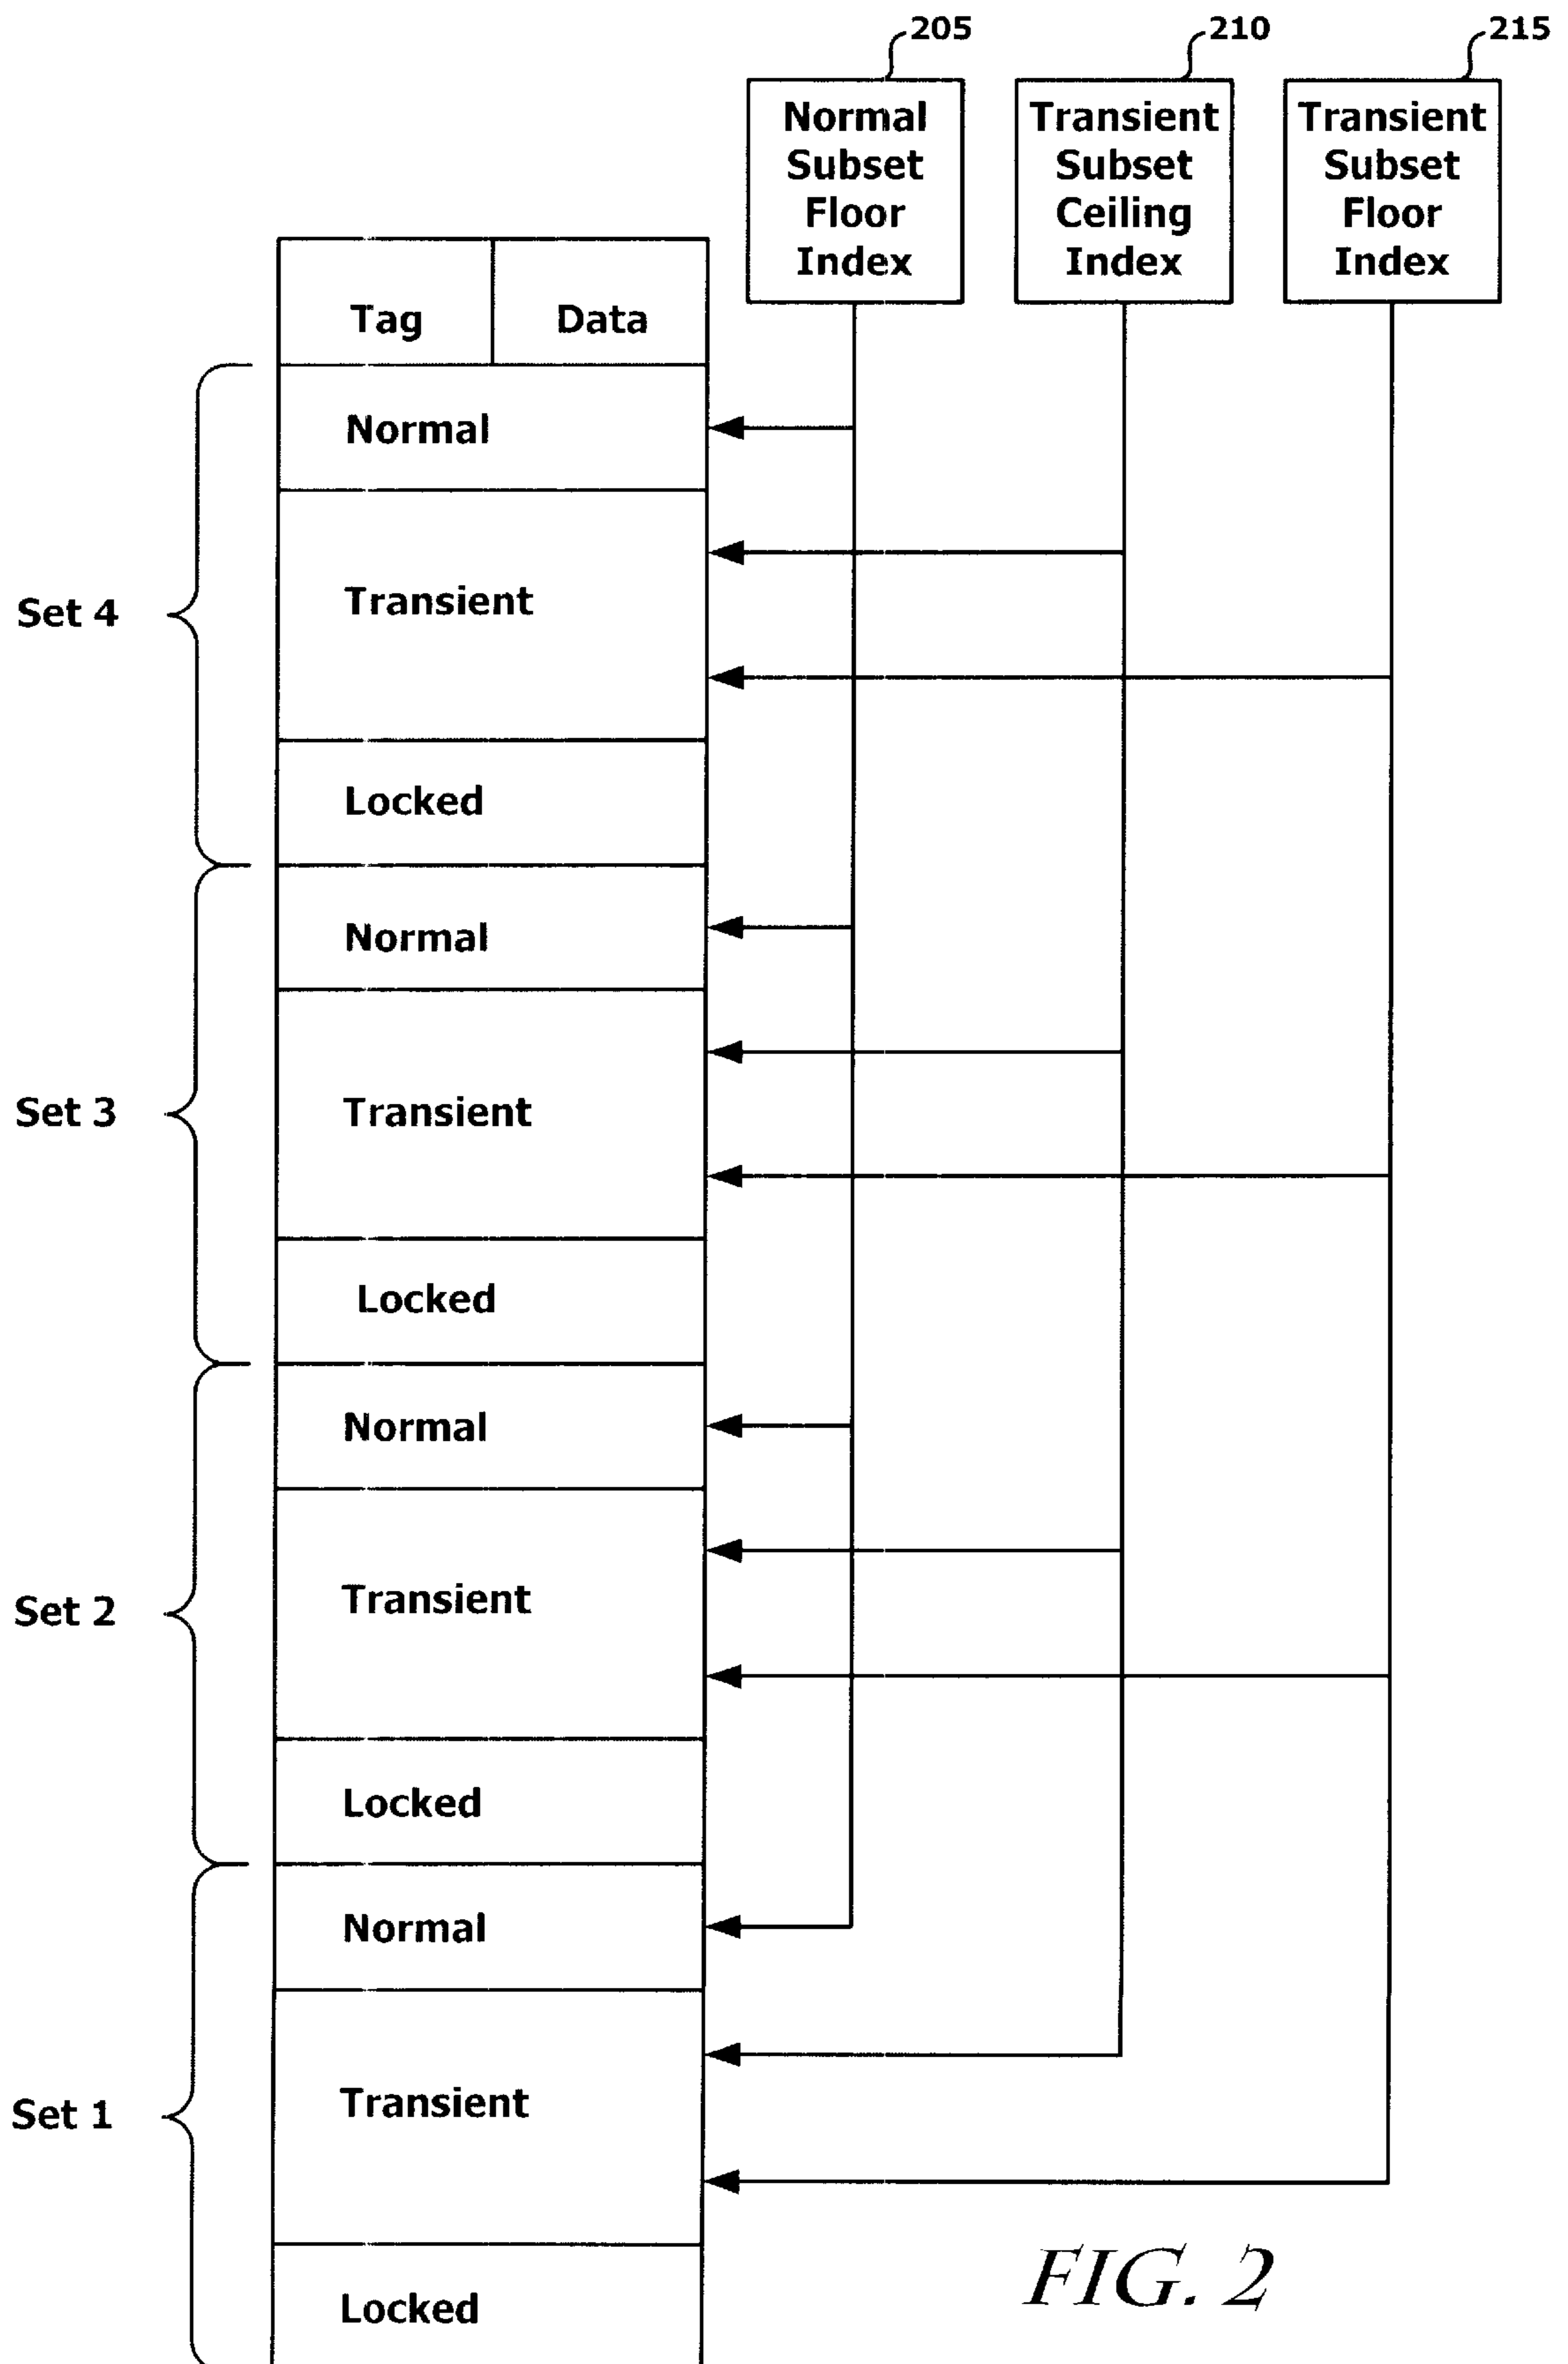 205
210
215
Normal
Subset
Floor
Index
Transient
Subset
Ceiling
Index
Transient
Subset
Floor
Index
Tag
Data
Set 4
Normal
Transient
Locked
Set 3
Normal
Transient
Locked
Set 2
Normal
Transient
Locked
Set 1
Normal
Transient
Locked
FIG. 2